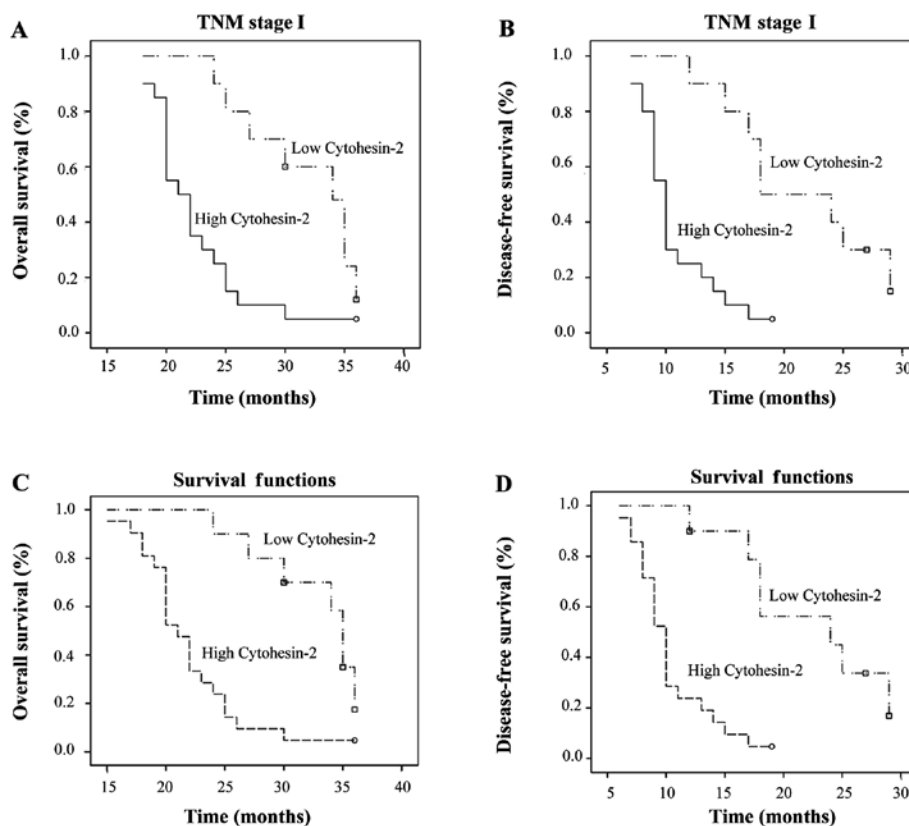 A
TNM stage I
Overall survival (%)
1.0
0.8
0.6
0.4
0.2
0.0
Low Cytohesin-2
High Cytohesin-2
15 20 25 30 35 40
Time (months)
B
TNM stage I
Disease-free survival (%)
1.0
0.8
0.6
0.4
0.2
0.0
Low Cytohesin-2
High Cytohesin-2
5 10 15 20 25 30
Time (months)
C
Survival functions
Overall survival (%)
1.0
0.8
0.6
0.4
0.2
0.0
Low Cytohesin-2
High Cytohesin-2
15 20 25 30 35 40
Time (months)
D
Survival functions
Disease-free survival (%)
1.0
0.8
0.6
0.4
0.2
0.0
Low Cytohesin-2
High Cytohesin-2
5 10 15 20 25 30
Time (months)